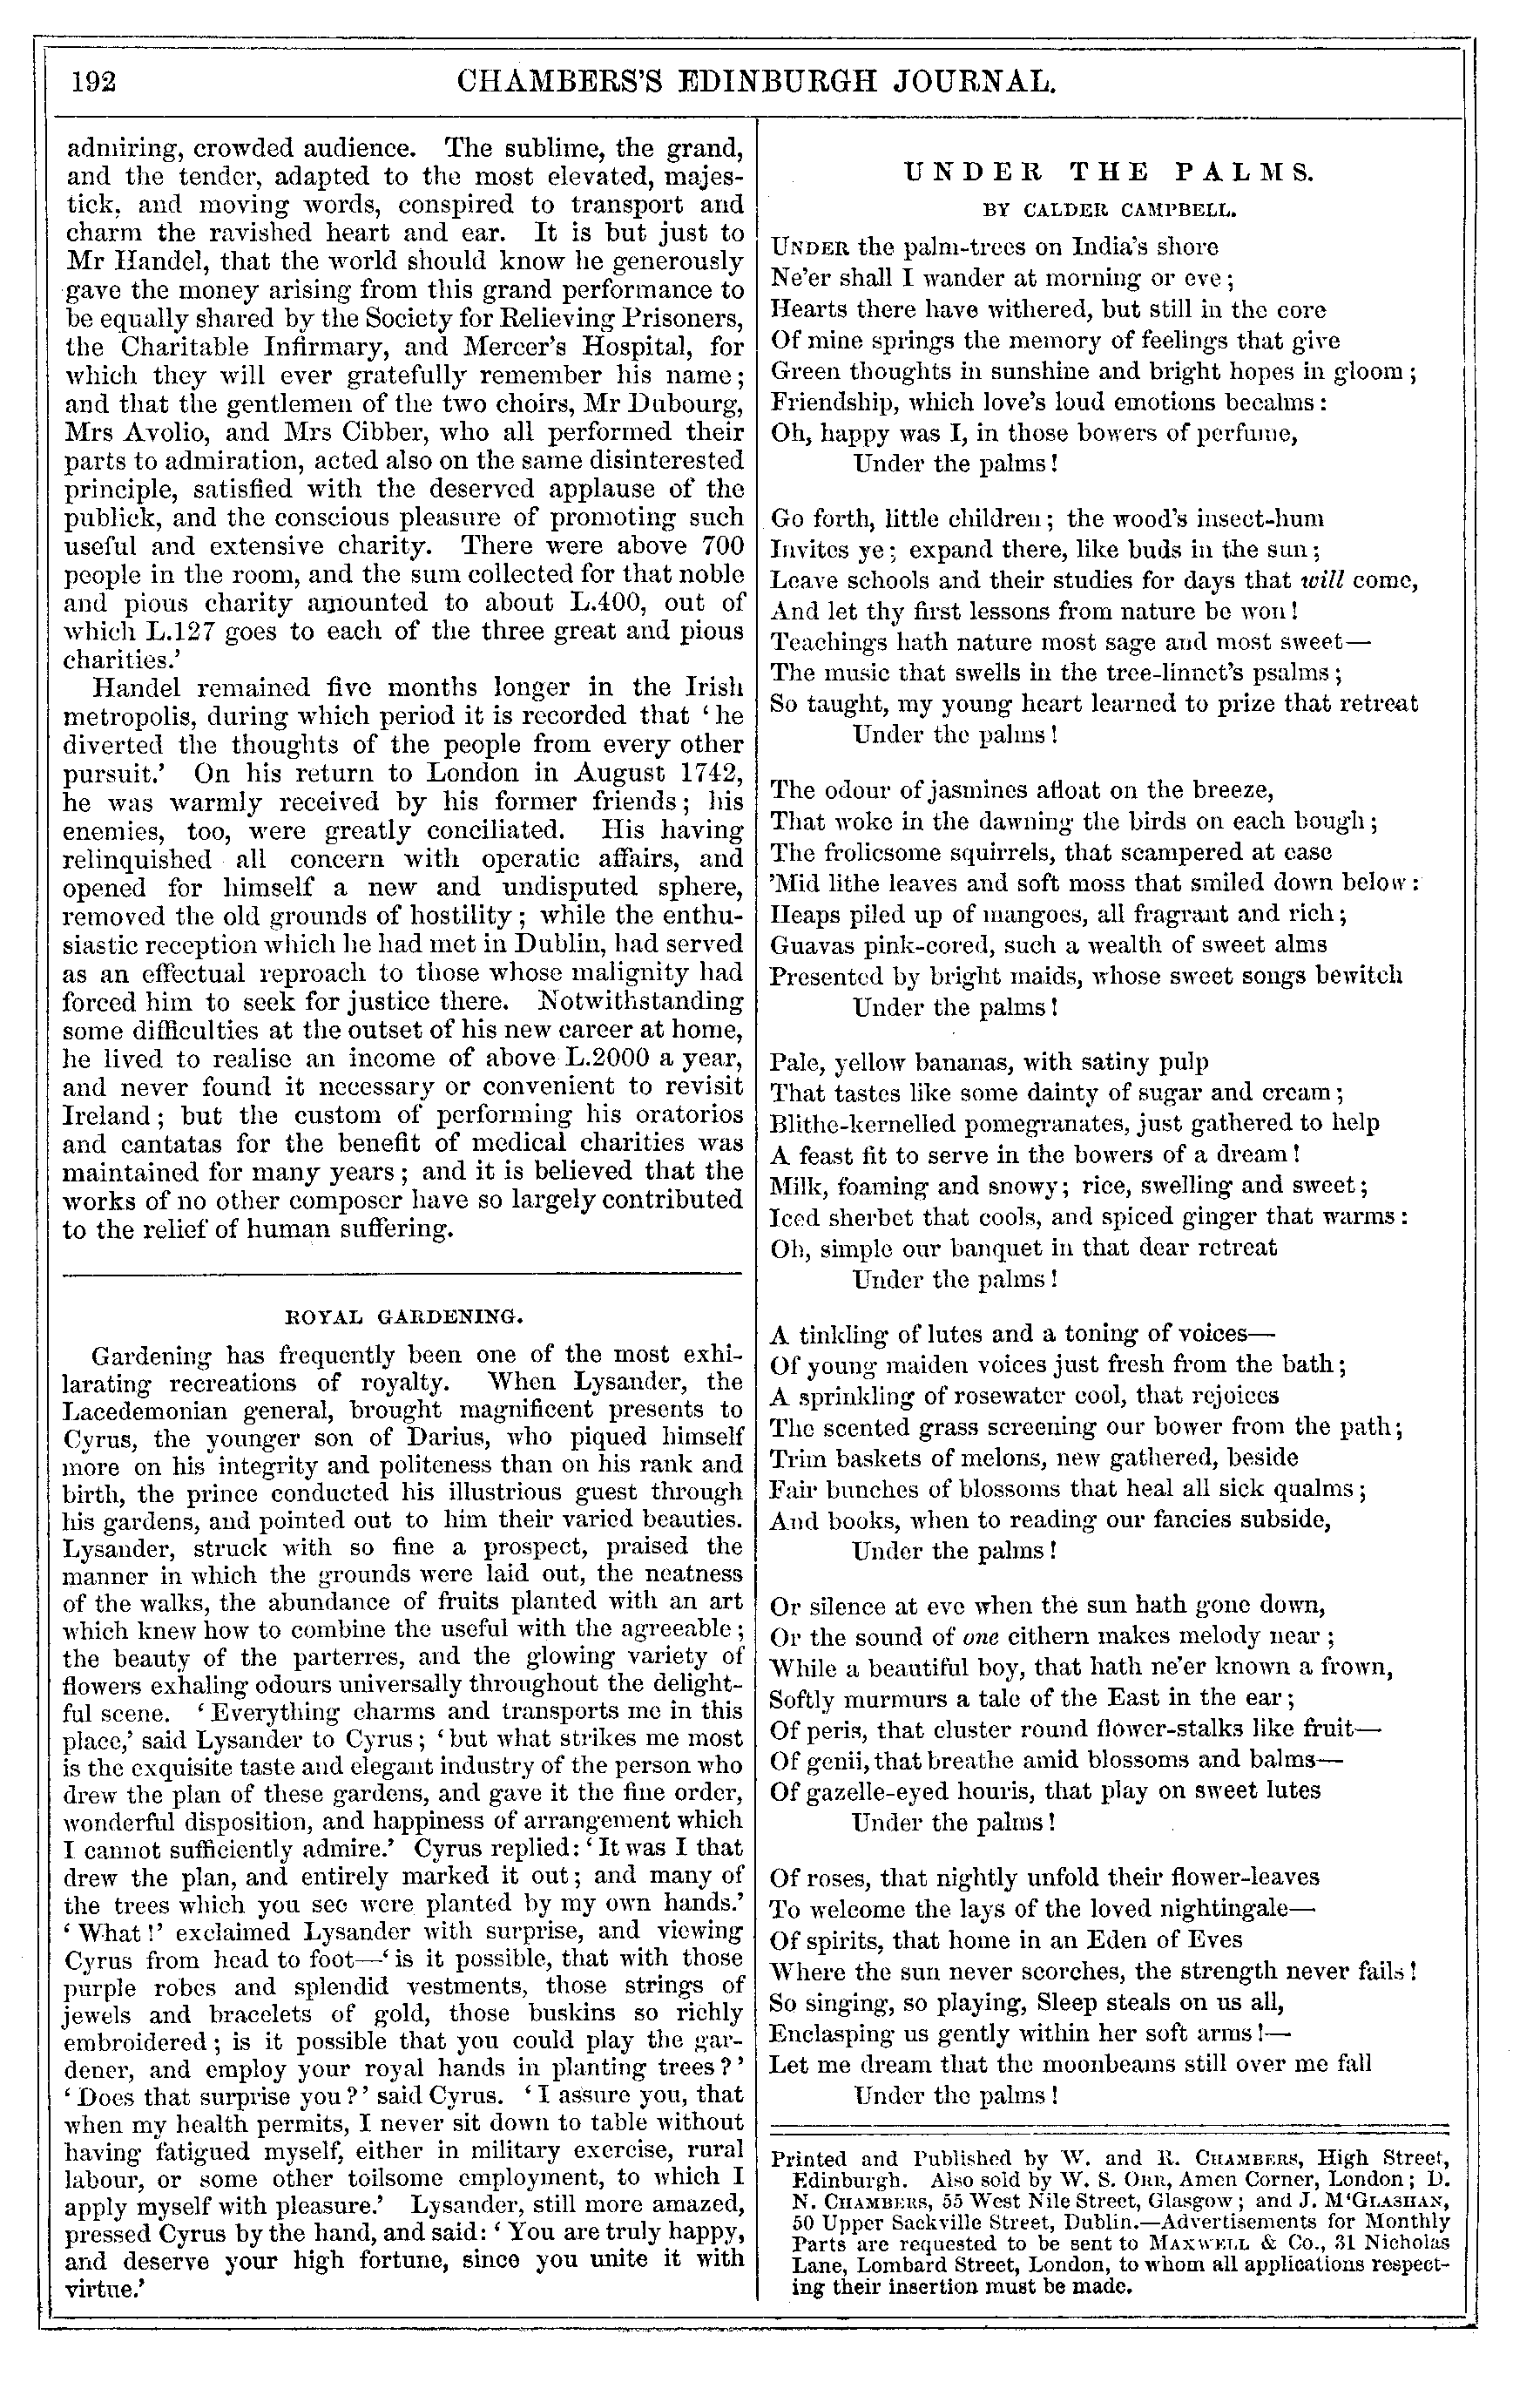 192
CHAMBERS'S EDINBURGH JOURNAL.
admiring, crowded audience. The sublime, the grand,
and the tender, adapted to the most elevated, majes-
tick, and moving words, conspired to transport and
charm the ravished heart and ear. It is but just to
Mr Handel, that the world should know he generously
gave the money arising from this grand performance to
be equally shared by the Society for Relieving Prisoners,
the Charitable Infirmary, and Mercer's Hospital, for
which they will ever gratefully remember his name;
and that the gentlemen of the two choirs, Mr Dubourg,
Mrs Avolio, and Mrs Cibber, who all performed their
parts to admiration, acted also on the same disinterested
principle, satisfied with the deserved applause of the
publick, and the conscious pleasure of promoting such
useful and extensive charity. There were above 700
people in the room, and the sum collected for that noble
and pious charity amounted to about L.400, out of
which L.127 goes to each of the three great and pious
charities.'
Handel remained five months longer in the Irish
metropolis, during which period it is recorded that 'he
diverted the thoughts of the people from every other
pursuit.' On his return to London in August 1742,
he was warmly received by his former friends; his
enemies, too, were greatly conciliated. His having
relinquished all concern with operatic affairs, and
opened for himself a new and undisputed sphere,
removed the old grounds of hostility; while the enthu-
siastic reception which he had met in Dublin, had served
as an effectual reproach to those whose malignity had
forced him to seek for justice there. Notwithstanding
some difficulties at the outset of his new career at home,
he lived to realise an income of above L.2000 a year,
and never found it necessary or convenient to revisit
Ireland; but the custom of performing his oratorios
and cantatas for the benefit of medical charities was
maintained for many years; and it is believed that the
works of no other composer have so largely contributed
to the relief of human suffering.
ROYAL GARDENING.
Gardening has frequently been one of the most exhi-
larating recreations of royalty. When Lysander, the
Lacedemonian general, brought magnificent presents to
Cyrus, the younger son of Darius, who piqued himself
more on his integrity and politeness than on his rank and
birth, the prince conducted his illustrious guest through
his gardens, and pointed out to him their varied beauties.
Lysander, struck with so fine a prospect, praised the
manner in which the grounds were laid out, the neatness
of the walks, the abundance of fruits planted with an art
which knew how to combine the useful with the agreeable;
the beauty of the parterres, and the glowing variety of
flowers exhaling odours universally throughout the delight-
ful scene. 'Everything charms and transports me in this
place,' said Lysander to Cyrus; 'but what strikes me most
is the exquisite taste and elegant industry of the person who
drew the plan of these gardens, and gave it the fine order,
wonderful disposition, and happiness of arrangement which
I cannot sufficiently admire.' Cyrus replied: 'It was I that
drew the plan, and entirely marked it out; and many of
the trees which you see were planted by my own hands.'
'What!' exclaimed Lysander with surprise, and viewing
Cyrus from head to foot—'is it possible, that with those
purple robes and splendid vestments, those strings of
jewels and bracelets of gold, those buskins so richly
embroidered; is it possible that you could play the gar-
dener, and employ your royal hands in planting trees?'
'Does that surprise you?' said Cyrus. 'I assure you, that
when my health permits, I never sit down to table without
having fatigued myself, either in military exercise, rural
labour, or some other toilsome employment, to which I
apply myself with pleasure.' Lysander, still more amazed,
pressed Cyrus by the hand, and said: 'You are truly happy,
and deserve your high fortune, since you unite it with
virtue.'
UNDER THE PALMS.
BY CALDER CAMPBELL.
UNDER the palm-trees on India's shore
Ne'er shall I wander at morning or eve;
Hearts there have withered, but still in the core
Of mine springs the memory of feelings that give
Green thoughts in sunshine and bright hopes in gloom;
Friendship, which love's loud emotions becalms:
Oh, happy was I, in those bowers of perfume,
Under the palms!
Go forth, little children; the wood's insect-hum
Invites ye; expand there, like buds in the sun;
Leave schools and their studies for days that will come,
And let thy first lessons from nature be won!
Teachings hath nature most sage and most sweet—
The music that swells in the tree-linnet's psalms;
So taught, my young heart learned to prize that retreat
Under the palms!
The odour of jasmines afloat on the breeze,
That woke in the dawning the birds on each bough;
The frolicsome squirrels, that scampered at ease
'Mid lithe leaves and soft moss that smiled down below:
Heaps piled up of mangoes, all fragrant and rich;
Guavas pink-cored, such a wealth of sweet alms
Presented by bright maids, whose sweet songs bewitch
Under the palms!
Pale, yellow bananas, with satiny pulp
That tastes like some dainty of sugar and cream;
Blithe-kernelled pomegranates, just gathered to help
A feast fit to serve in the bowers of a dream!
Milk, foaming and snowy; rice, swelling and sweet;
Iced sherbet that cools, and spiced ginger that warms:
Oh, simple our banquet in that dear retreat
Under the palms!
A tinkling of lutes and a toning of voices—
Of young maiden voices just fresh from the bath;
A sprinkling of rosewater cool, that rejoices
The scented grass screening our bower from the path;
Trim baskets of melons, new gathered, beside
Fair bunches of blossoms that heal all sick qualms;
And books, when to reading our fancies subside,
Under the palms!
Or silence at eve when the sun hath gone down,
Or the sound of one cithern makes melody near;
While a beautiful boy, that hath ne'er known a frown,
Softly murmurs a tale of the East in the ear;
Of peris, that cluster round flower-stalks like fruit—
Of genii, that breathe amid blossoms and balms—
Of gazelle-eyed houris, that play on sweet lutes
Under the palms!
Of roses, that nightly unfold their flower-leaves
To welcome the lays of the loved nightingale—
Of spirits, that home in an Eden of Eves
Where the sun never scorches, the strength never fails!
So singing, so playing, Sleep steals on us all,
Enclasping us gently within her soft arms!—
Let me dream that the moonbeams still over me fall
Under the palms!
Printed and Published by W. and R. CHAMBERS, High Street,
Edinburgh. Also sold by W. S. ORR, Amen Corner, London; D.
N. CHAMBERS, 55 West Nile Street, Glasgow; and J. M'GLASHAN,
50 Upper Sackville Street, Dublin.—Advertisements for Monthly
Parts are requested to be sent to MAXWELL & Co., 31 Nicholas
Lane, Lombard Street, London, to whom all applications respect-
ing their insertion must be made.